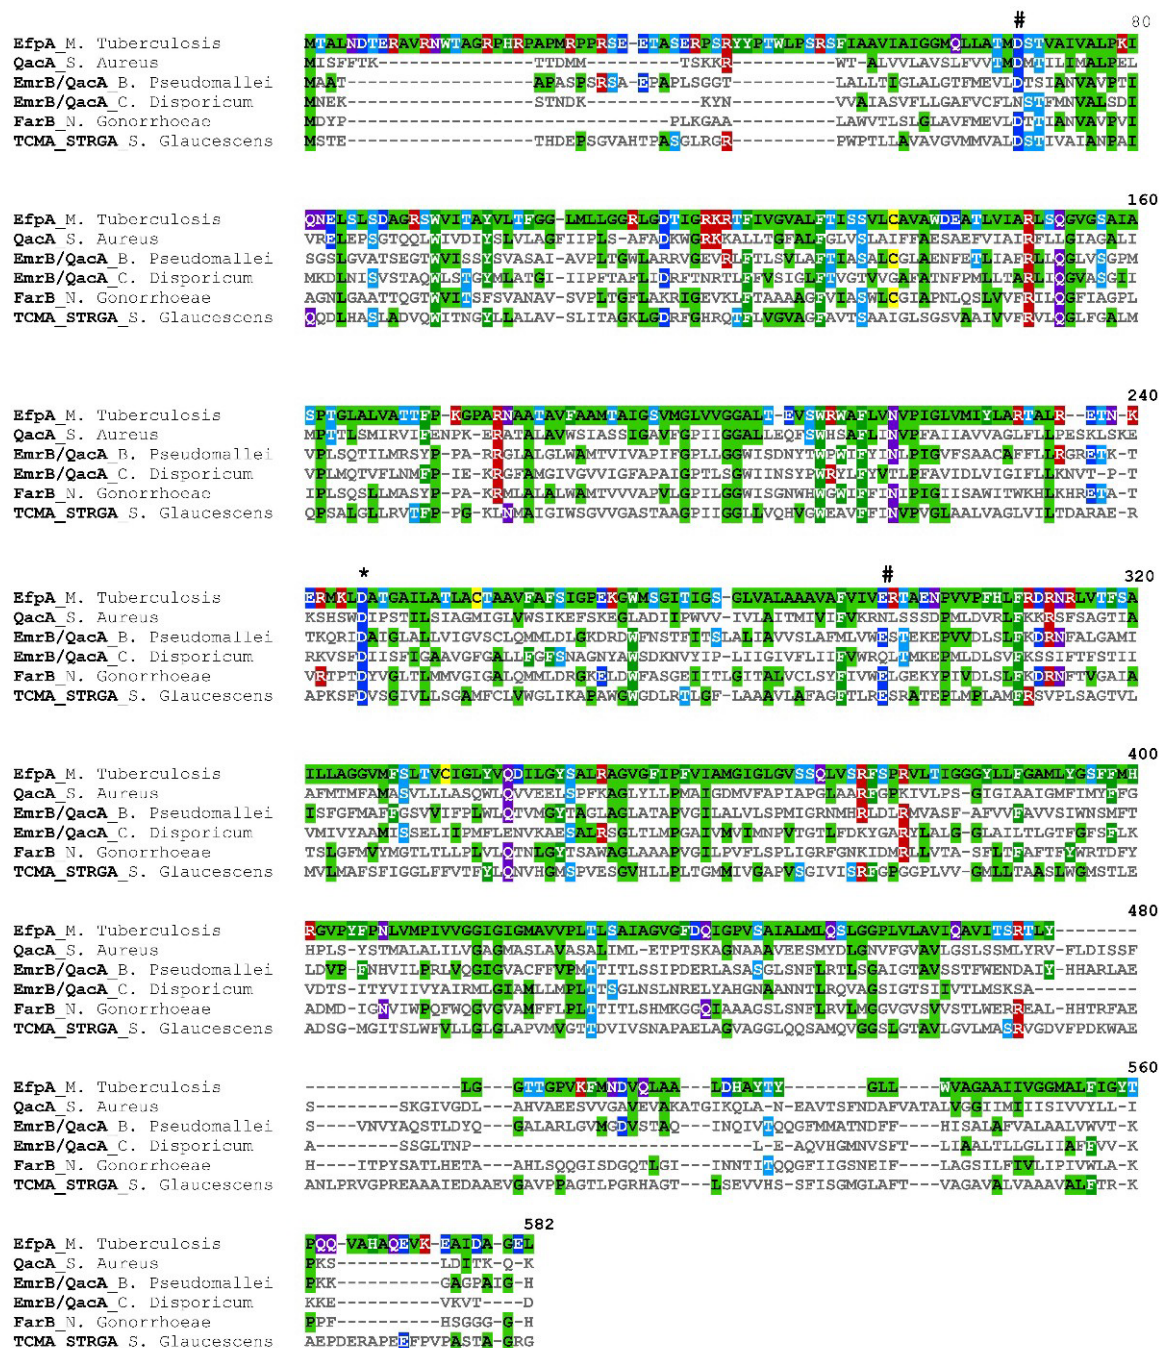 # 80
EfpA_M. Tuberculosis MTALNDTERAVRNWTAGRPHRPAPMRPPRSE-ETASERPSRYYPTWLPSRSFIAAVIAIGGMQLLATMDSTVAIVALPKI
QacA_S. Aureus MISFFTK---------------TTDMM------TSKKR----------WT-ALVVLAVSLFVVTMDMTILIMALPEL
EmrB/QacA_B. Pseudomallei MAAT------------------APASPSRSA-EPAPLSGGT---------LALLTIGLALGTFMEVLDTSIANVAVPTI
EmrB/QacA_C. Disporicum MNEK------------------STNDK------KYN----------VVAIASVFLLGAFVCFLNSTFMNVALSDI
FarB_N. Gonorrhoeae MDYP-------------------PLKGAA----------LAWVTLSLGLAVFMEVLDTTIANVAVPVI
TCMA_STRGA_S. Glaucescens MSTE---------------THDEPSGVAHTPASGLRGR----------PWPTLLAVAVGVMMVALDSTIVAIANPAI
160
EfpA_M. Tuberculosis QNELSLSDAGRSWVITAYVLTFGG-LMLLGGRLGDTIGRKRTFIVGVALFTISSVLCAVAWDEATLVIARLSQGVGSAIA
QacA_S. Aureus VRELEPSGTQQLWIVDIYSLVLAGFIIPLS-AFADKWGRKKALLTGFALFGLVSLAIFFAESAEFVIAIRFLLGIAGALI
EmrB/QacA_B. Pseudomallei SGSLGVATSEGTWVISSYSVASAI-AVPLTGWLARRVGEVRLFTLSVLAFTIASALCGLAENFETLIAFRLLQGLVSGPM
EmrB/QacA_C. Disporicum MKDLNISVSTAQWLSTGYMLATGI-IIPFTAFLIDRFTNRTLFFVSIGLFTVGTVVGAFATNFPMLLTARLIQGVASGII
FarB_N. Gonorrhoeae AGNLGAATTQGTWVITSFSVANAV-SVPLTGFLAKRIGEVKLFTAAAAGFVIASWLCGIAPNLQSLVVFRILQGFIAGPL
TCMA_STRGA_S. Glaucescens QQDLHASLADVQWITNGYLLALAV-SLITAGKLGDRFGHRQTFLVGVAGFAVTSAAIGLSGSVAAIVVFRVLQGLFGALM
240
EfpA_M. Tuberculosis SPTGLALVATTFP-KGPARNAATAVFAAMTAIGSVMGLVVGGALT-EVSWRWAFLVNVPIGLVMIYLARTALR--ETN-K
QacA_S. Aureus MPTTLSMIRVIFENPK-ERATALAVWSIASSIGAVFGPIIGGALLEQFSWHSAFLINVPFAIIAVVAGLFLLPESKLSKE
EmrB/QacA_B. Pseudomallei VPLSQTILMRSYP-PA-RRGLALGLWAMTVIVAPIFGPLLGGWISDNYTWPWIFYINLPIGVFSAACAFFLLRGRETK-T
EmrB/QacA_C. Disporicum VPLMQTVFLNMFP-IE-KRGFAMGIVGVVIGFAPAIGPTLSGWIINSYPWRVLFYVTLPFAVIDLVIGIFLLKNVT-P-T
FarB_N. Gonorrhoeae IPLSQSLLMASYP-PA-KRMLALALWAMTVVVAPVLGPILGGWISGNWHWGWIFFINIPIGIISAWITWKHLKHRETA-T
TCMA_STRGA_S. Glaucescens QPSALGLLRVTFP-PG-KLNMAIGIWSGVVGASTAAGPIIGGLLVQHVGWEAVFFINVPVGLAALVAGLVILTDARAE-R
* # 320
EfpA_M. Tuberculosis ERMKLDATGAILATLACTAAVFAFSIGPEKGWMSGITIGS-GLVALAAAVAFVIVERTAENPVVPFHLFRDRNRLVTFSA
QacA_S. Aureus KSHSWDIPSTILSIAGMIGLVWSIKEFSKEGLADIIPWVV-IVLAITMIVIFVKRNLSSSDPMLDVRLFKKRSFSAGTIA
EmrB/QacA_B. Pseudomallei TKQRIDAIGLALLVIGVSCLQMMLDLGKDRDWFNSTFITSLALIAVVSLAFMLVWESTEKEPVVDLSLFKDRNFALGAMI
EmrB/QacA_C. Disporicum RKVSFDIISFIGAAVGFGALLFGFSNAGNYAWSDKNVYIP-LIIGIVFLIIFVWRQLTMKEPMLDLSVFKSSIFTFSTII
FarB_N. Gonorrhoeae VRTPTDYVGLTLMMVGIGALQMMLDRGKELDWFASGEIITLGITALVCLSYFIVWELGEKYPIVDLSLFKDRNFTVGAIA
TCMA_STRGA_S. Glaucescens APKSFDVSGIVLLSGAMFCLVWGLIKAPAWGWGDLRTLGF-LAAAVLAFAGFTLRESRATEPLMPLAMFRSVPLSAGTVL
400
EfpA_M. Tuberculosis ILLAGGVMFSLTVCIGLYVQDILGYSALRAGVGFIPFVIAMGIGLGVSSQLVSRFSPRVLTIGGGYLLFGAMLYGSFFMH
QacA_S. Aureus AFMTMFAMASVLLLASQWLQVVEELSPFKAGLYLLPMAIGDMVFAPIAPGLAARFGPKIVLPS-GIGIAAIGMFIMYFFG
EmrB/QacA_B. Pseudomallei ISFGFMAFFGSVVIFPLWLQTVMGYTAGLAGLATAPVGILALLSPMIGRNMHRLDLRMVASF-AFVVFAVVSIWNSMFT
EmrB/QacA_C. Disporicum VMIVYAAMISSELIIPMFLENVKAESALRSGLTLMPGAIVMVIMNPVTGTLFDKYGARYLALG-GLAILTLGTFGFSFLK
FarB_N. Gonorrhoeae TSLGFMVYMGTLTLLPLVLQTNLGYTSAWAGLAAAPVGILPVFLSPLIGRFGNKIDMRLLVTA-SFLTFAFTFYWRTDFY
TCMA_STRGA_S. Glaucescens MVLMAFSFIGGLFFVTFYLQNVHGMSPVESGVHLLPLTGMMIVGAPVSGIVISRFGPGGPLVV-GMLLTAASLWGMSTLE
480
EfpA_M. Tuberculosis RGVPYFPNLVMPIVVGGIGIGMAVVPLTLSAIAGVGFDQIGPVSAIALMLQSLGGPLVLAVIQAVITSRTLY--------
QacA_S. Aureus HPLS-YSTMALALILVGAGMASLAVASALIMLETPTSKAGNAAAVEESMYDLGNVFGVAVLGSLSSMLYRV-FLDISSF
EmrB/QacA_B. Pseudomallei LDVP-FNHVILPRLVQGIGVACFFVPMTTITLSSIPDERLASASGLSNFLRTLSGAIGTAVSSTFWENDAIY-HHARLAE
EmrB/QacA_C. Disporicum VDTS-ITYVIIVYAIRMLGIAMLLMPLTTSGLNSLNRELYAHGNAANNTLRQVAGSIGTSIIVTLMSKSA----------
FarB_N. Gonorrhoeae ADMD-IGNVIWPQFWQGVGVAMFFLPLTTITLSHMKGGQIAAAGSLSNFLRVLMGGVGVSVVSTLWERREAL-HHTRFAE
TCMA_STRGA_S. Glaucescens ADSG-MGITSLWFVLLGLGLAPVMVGTTDVIVSNAPAELAGVAGGLQQSAMQVGGSLGTAVLGVLMASRVGDVFPDKWAE
560
EfpA_M. Tuberculosis ---------------LG---GTTGPVKFMNDVQLAA---LDHAYTY--------GLL----WVAGAAIIVGGMALFIGYT
QacA_S. Aureus S--------SKGIVGDL---AHVAEESVVGAVEVAKATGIKQLA-N-EAVTSFNDAFVATALVGGIIMIIISIVVYLL-I
EmrB/QacA_B. Pseudomallei S----VNVYAQSTLDYQ---GALARLGVMGDVSTAQ---INQIVTQQGFMMATNDFF---HISALAFVALAALVWVT-K
EmrB/QacA_C. Disporicum A--------SSGLTNP---------------------L-E-AQVHGMNVSFT---LIAALTLLGLIIAFFVV-K
FarB_N. Gonorrhoeae H----ITPYSATLHETA---AHLSQQGISDGQTLGI---INNTITQQGFIIGSNEIF---LAGSILFIVLIPIVWLA-K
TCMA_STRGA_S. Glaucescens ANLPRVGPREAAAIEDAAEVGAVPPAGTLPGRHAGT---LSEVVHS-SFISGMGLAFT---VAGAVALVAAAVALFTR-K
582
EfpA_M. Tuberculosis PQQ-VAHAQEVK-EAIDA-GEL
QacA_S. Aureus PKS----------LDITK-Q-K
EmrB/QacA_B. Pseudomallei PKK----------GAGPAIG-H
EmrB/QacA_C. Disporicum KKE----------VKVT---D
FarB_N. Gonorrhoeae PPF----------HSGGG-G-H
TCMA_STRGA_S. Glaucescens AEPDERAPEEFPVPASTA-GRG